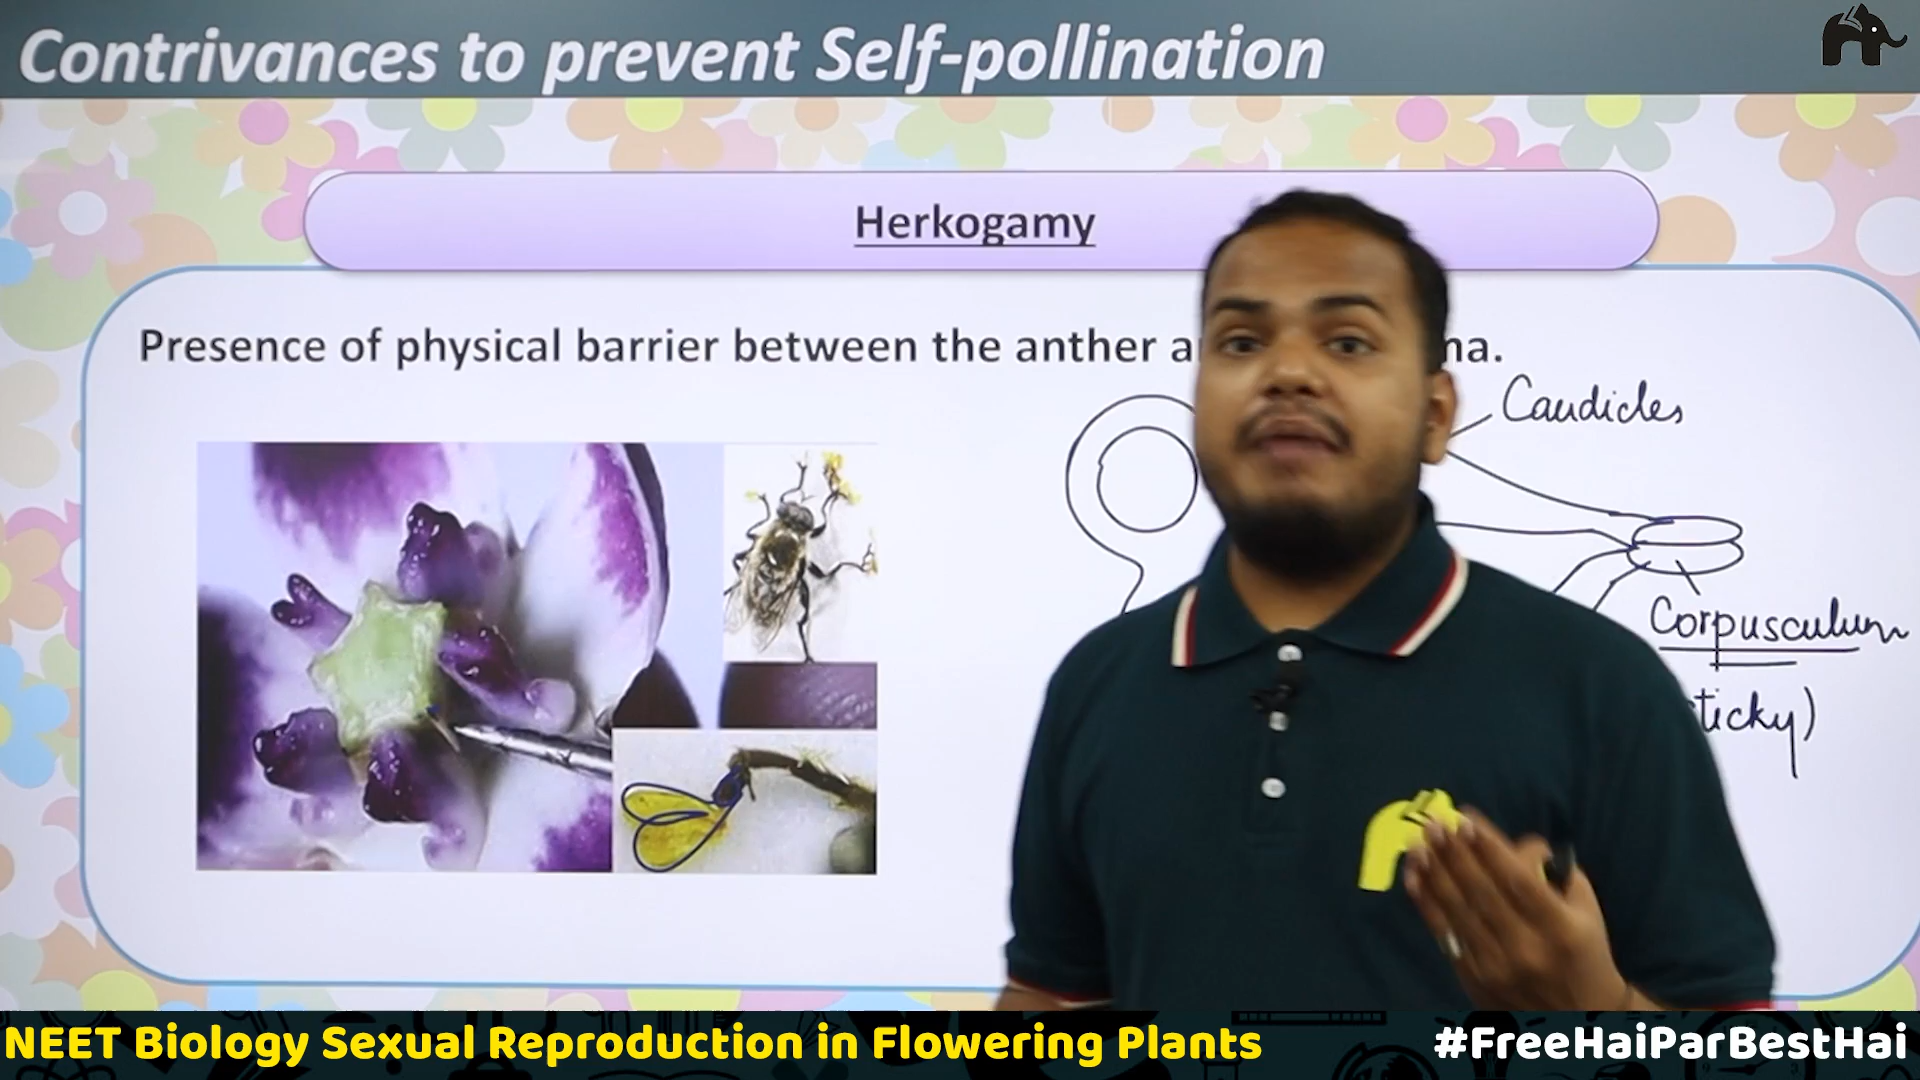 Contrivances to prevent Self-pollination
Herkogamy
Presence of physical barrier between the anther a na.
Caudicles
Corpusculum
ticky)
NEET Biology Sexual Reproduction in Flowering Plants
#FreeHaiParBestHai